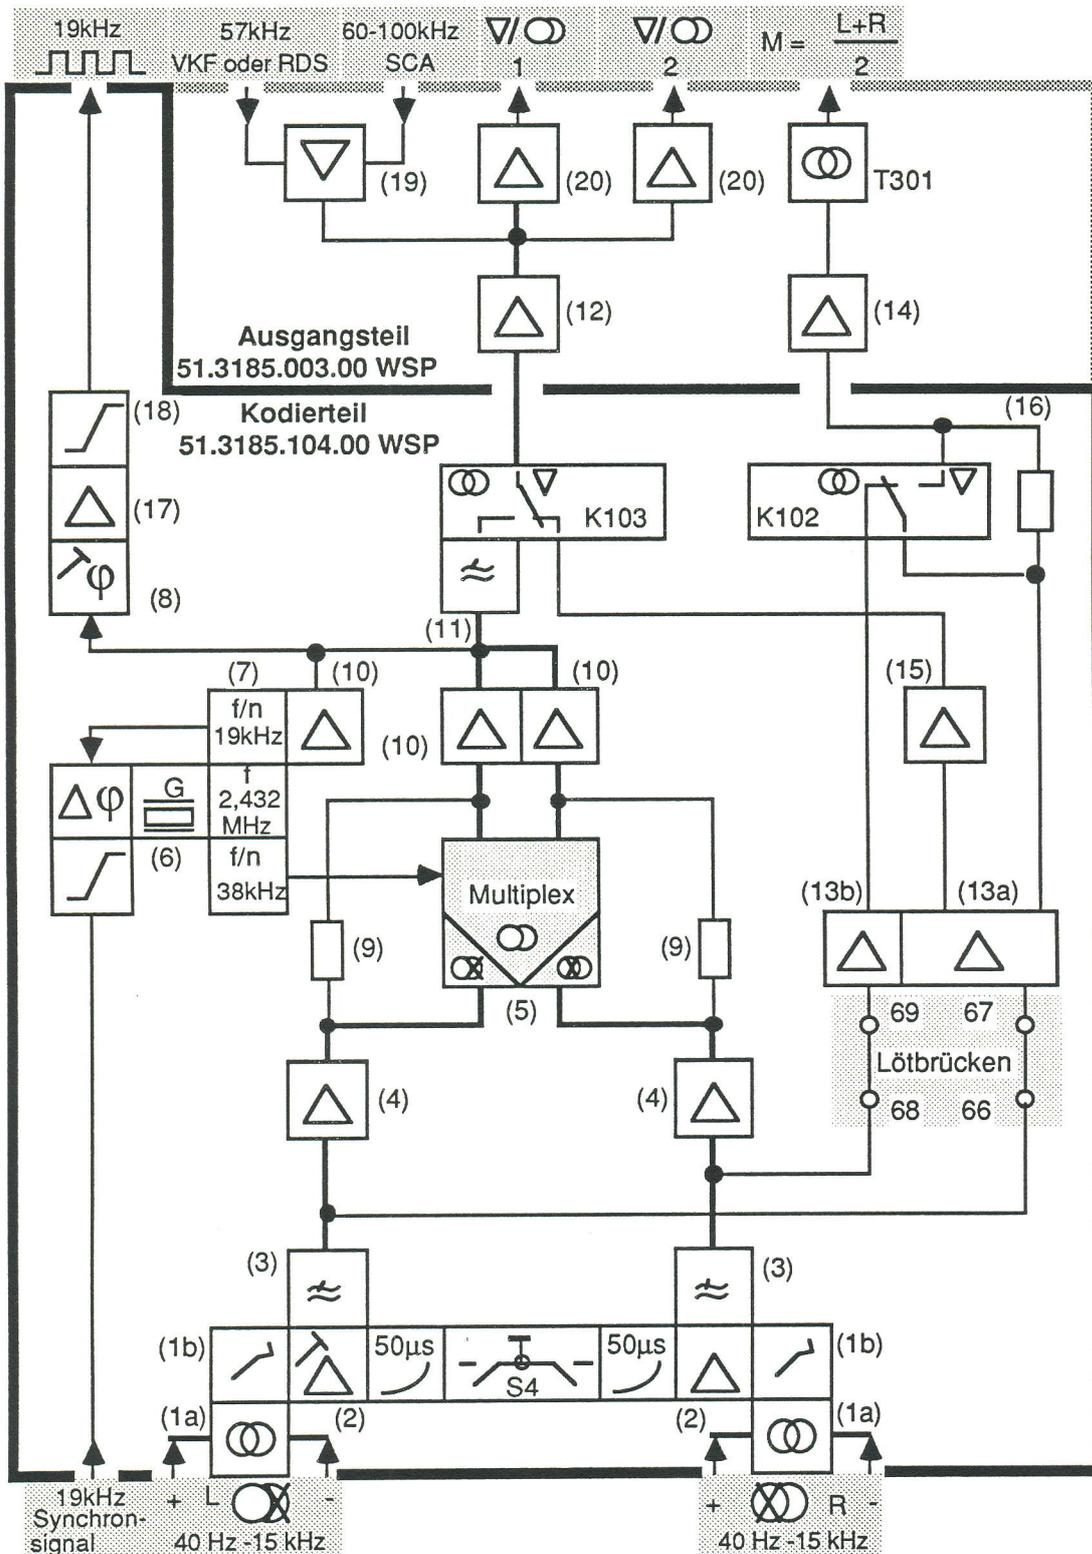 19kHz
57kHz
VKF oder RDS
60-100kHz
SCA
1
2
M = L+R
2
(19)
(20)
(20)
T301
(12)
(14)
Ausgangsteil
51.3185.003.00 WSP
Kodierteil
51.3185.104.00 WSP
(18)
(16)
(17)
K103
K102
φ
(8)
(11)
(7)
(10)
(10)
(15)
f/n
19kHz
(10)
Δφ
G
f
2,432
MHz
(6)
f/n
38kHz
Multiplex
(13b)
(13a)
(9)
(9)
(5)
69
67
Lötbrücken
68
66
(4)
(4)
(3)
(3)
(1b)
50µs
S4
50µs
(1b)
(1a)
(2)
(2)
(1a)
19kHz
Synchron-
signal
+ L -
40 Hz -15 kHz
+ R -
40 Hz -15 kHz